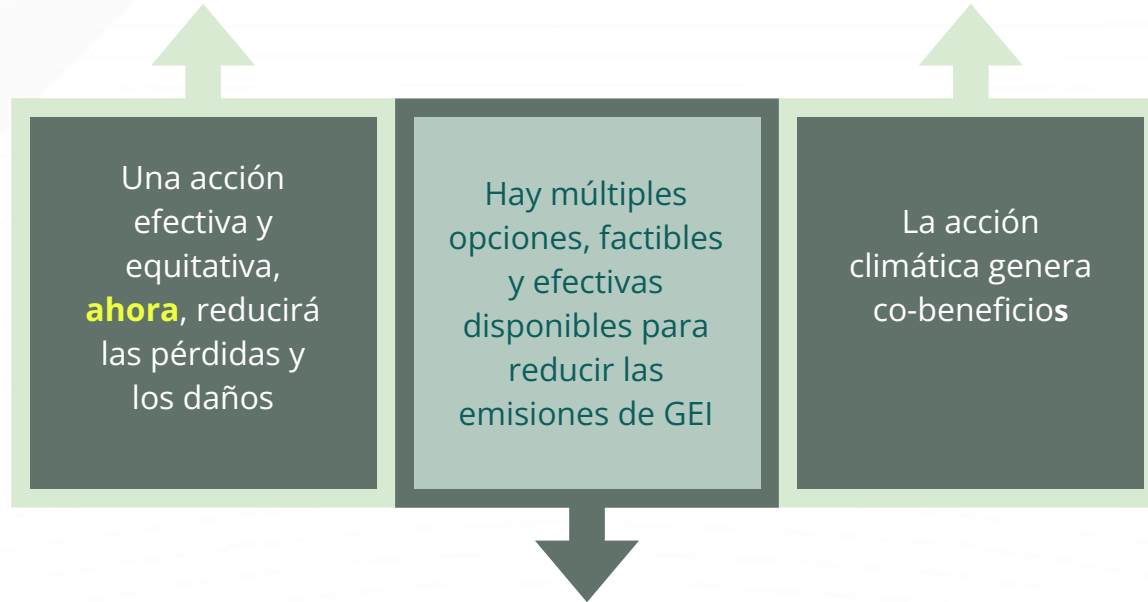 Una acción
efectiva y
equitativa,
ahora, reducirá
las pérdidas y
los daños
Hay múltiples
opciones, factibles
y efectivas
disponibles para
reducir las
emisiones de GEI
La acción
climática genera
co-beneficios